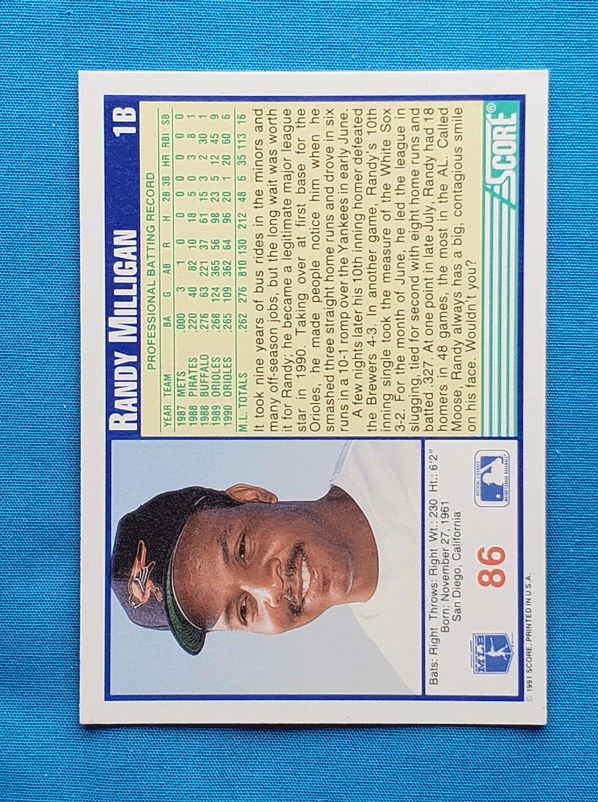 RANDY MILLIGAN 1B
PROFESSIONAL BATTING RECORD
YEAR TEAM BA G AB R H 2B 3B HR RBI SB
1987 METS .000 3 1 0 0 0 0 0 0 0
1988 PIRATES .220 40 82 10 18 5 0 3 8 1
1988 BUFFALO .276 63 221 37 61 15 3 2 30 1
1989 ORIOLES .268 124 365 56 98 23 5 12 45 9
1990 ORIOLES .265 109 362 64 96 20 1 20 60 6
M.L. TOTALS .262 276 810 130 212 48 6 35 113 16
It took nine years of bus rides in the minors and
many off-season jobs, but the long wait was worth
it for Randy; he became a legitimate major league
star in 1990. Taking over at first base for the
Orioles, he made people notice him when he
smashed three straight home runs and drove in six
runs in a 10-1 romp over the Yankees in early June.
A few nights later his 10th inning homer defeated
the Brewers 4-3. In another game, Randy's 10th
inning single took the measure of the White Sox
3-2. For the month of June, he led the league in
slugging, tied for second with eight home runs and
batted .327. At one point in late July, Randy had 18
homers in 48 games, the most in the AL. Called
Moose, Randy always has a big, contagious smile
on his face. Wouldn't you?
SCORE®
Bats: Right Throws: Right Wt.: 230 Ht.: 6'2"
Born: November 27, 1961
San Diego, California
MLB
86
© 1991 SCORE, PRINTED IN U.S.A.